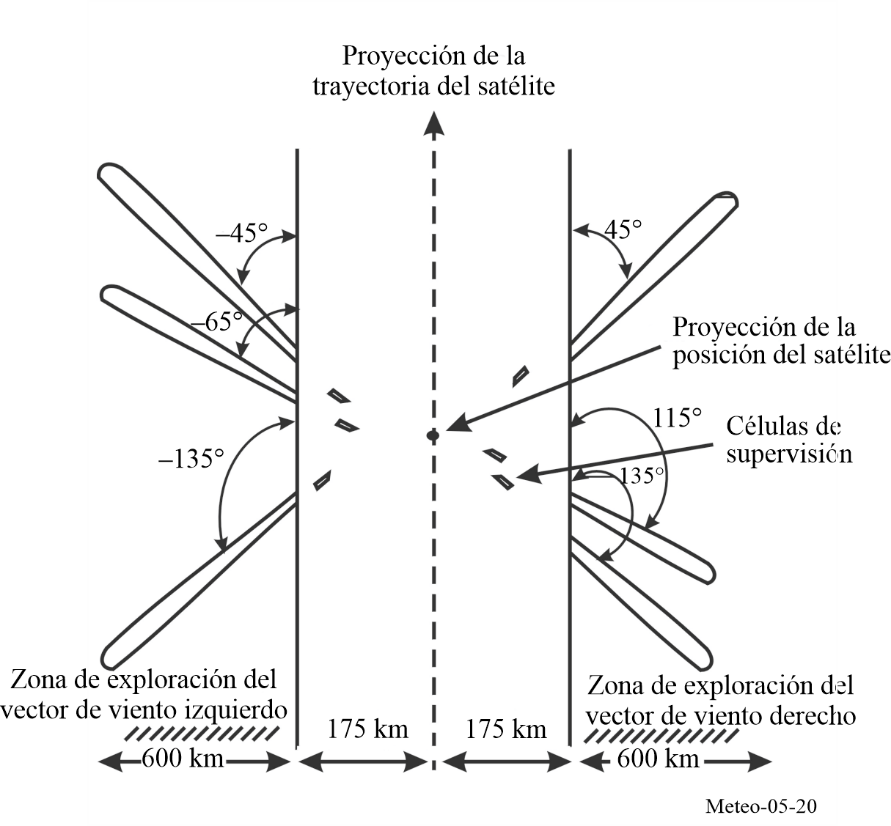 Proyección de la
trayectoria del satélite
–45°
45°
–65°
Proyección de la
posición del satélite
115°
Células de
supervisión
–135°
135°
Zona de exploración del
vector de viento izquierdo
Zona de exploración del
vector de viento derecho
175 km
175 km
600 km
600 km
Meteo-05-20